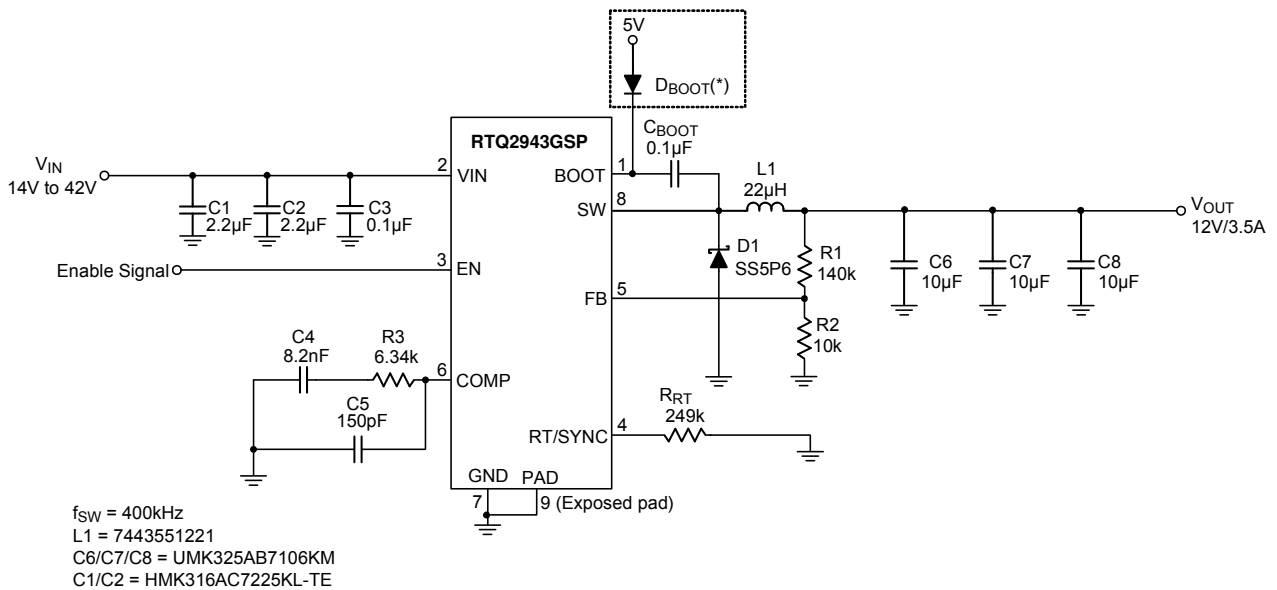 5V
DBOOT(*)
RTQ2943GSP
CBOOT
0.1µF
VIN
14V to 42V
2
VIN
BOOT
1
L1
22µH
SW
8
VOUT
12V/3.5A
C1
2.2µF
C2
2.2µF
C3
0.1µF
D1
SS5P6
R1
140k
C6
10µF
C7
10µF
C8
10µF
Enable Signal
3
EN
FB
5
R2
10k
C4
8.2nF
R3
6.34k
6
COMP
C5
150pF
RT/SYNC
4
RRT
249k
GND
PAD
7
9 (Exposed pad)
fSW = 400kHz
L1 = 7443551221
C6/C7/C8 = UMK325AB7106KM
C1/C2 = HMK316AC7225KL-TE